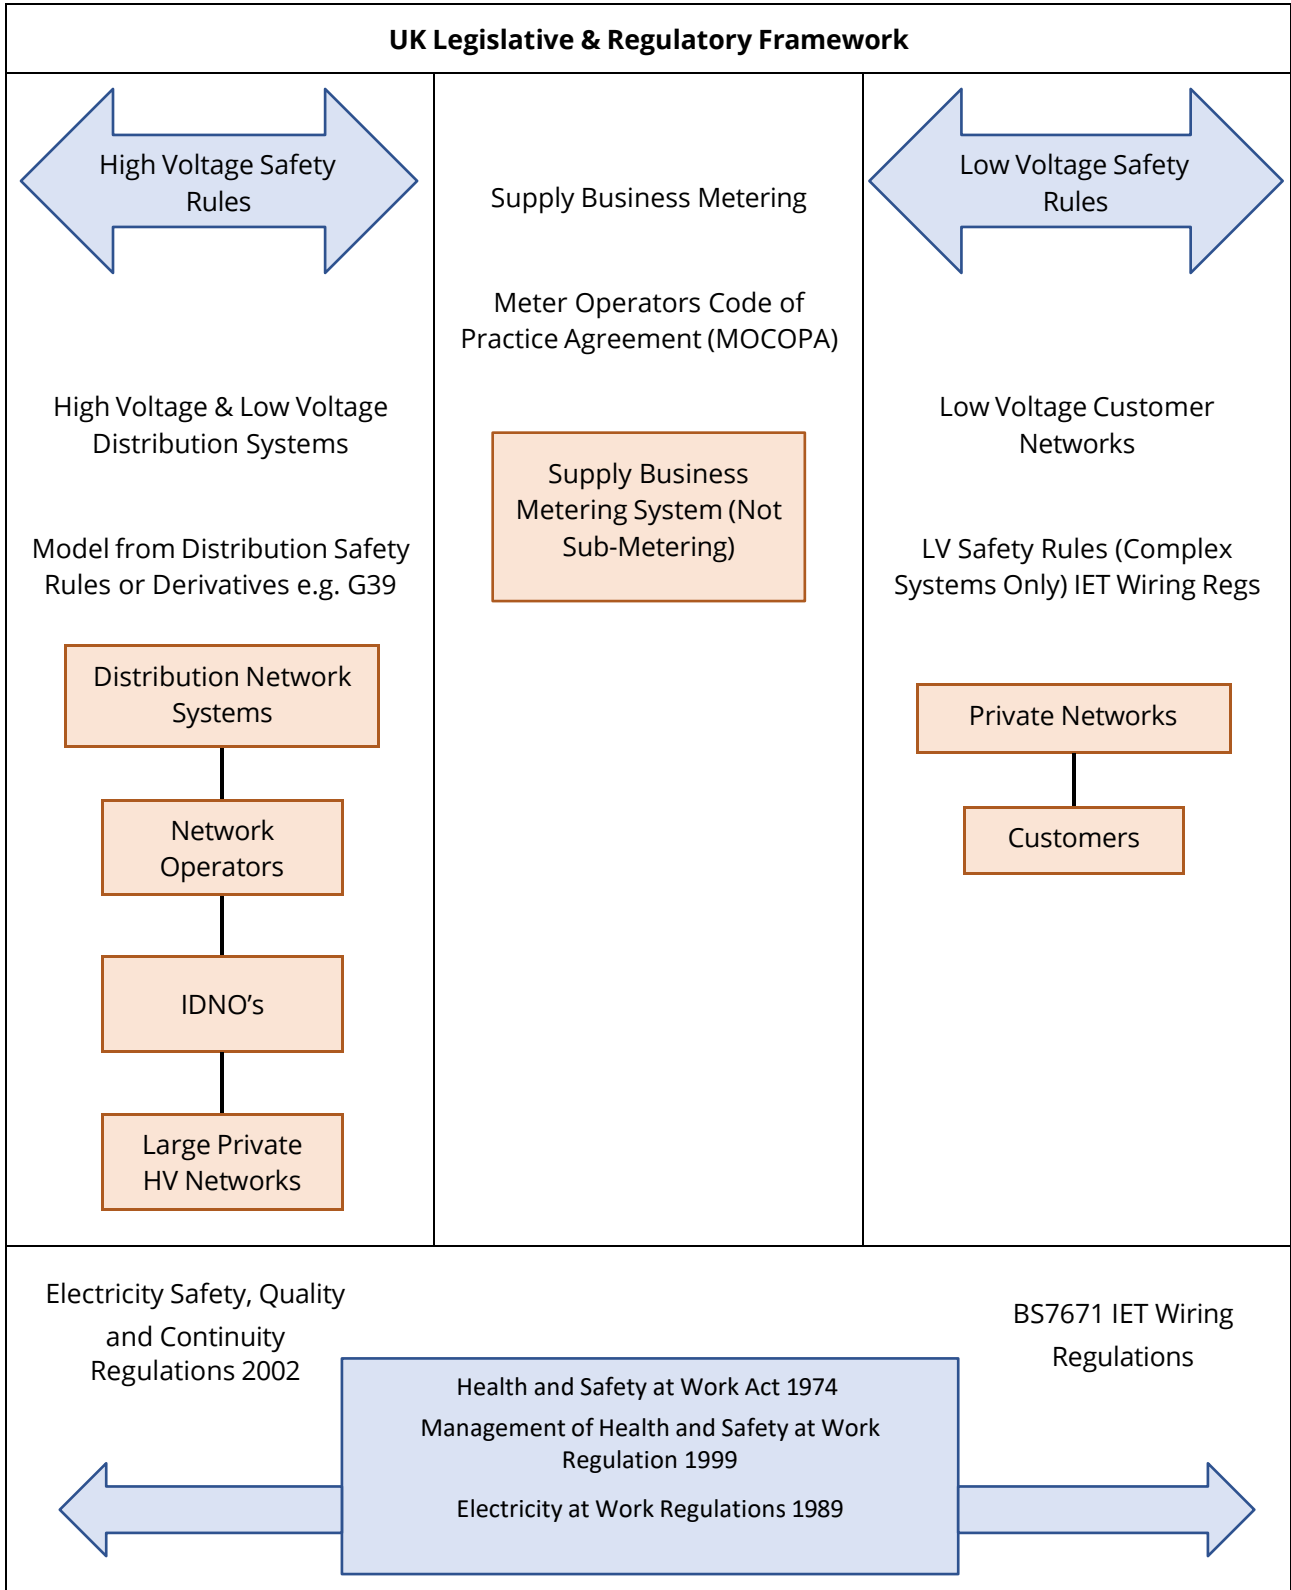 UK Legislative & Regulatory Framework
High Voltage Safety
Rules
High Voltage & Low Voltage
Distribution Systems
Model from Distribution Safety
Rules or Derivatives e.g. G39
Distribution Network
Systems
Network
Operators
IDNO's
Large Private
HV Networks
Supply Business Metering
Meter Operators Code of
Practice Agreement (MOCOPA)
Supply Business
Metering System (Not
Sub-Metering)
Low Voltage Safety
Rules
Low Voltage Customer
Networks
LV Safety Rules (Complex
Systems Only) IET Wiring Regs
Private Networks
Customers
Electricity Safety, Quality
and Continuity
Regulations 2002
Health and Safety at Work Act 1974
Management of Health and Safety at Work
Regulation 1999
Electricity at Work Regulations 1989
BS7671 IET Wiring
Regulations